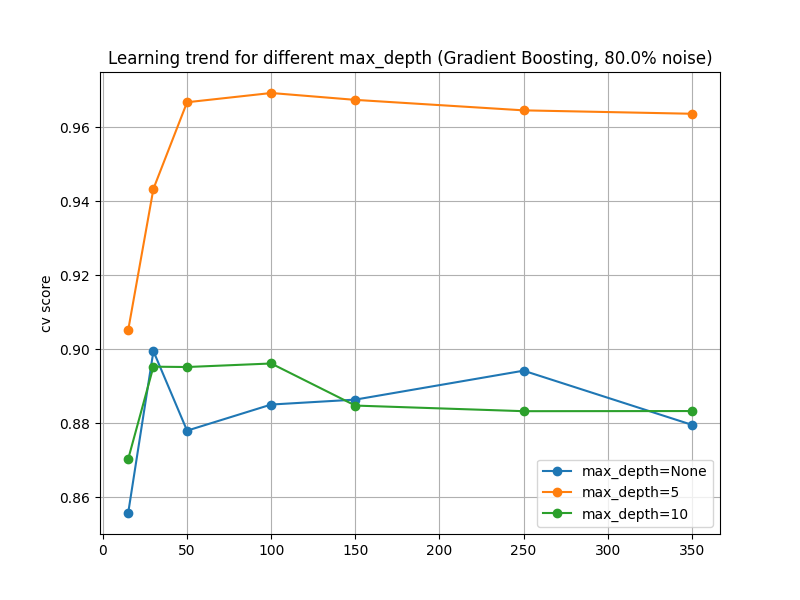 Learning trend for different max_depth (Gradient Boosting, 80.0% noise)
cv score
0.96
0.94
0.92
0.90
0.88
0.86
0 50 100 150 200 250 300 350
max_depth=None
max_depth=5
max_depth=10